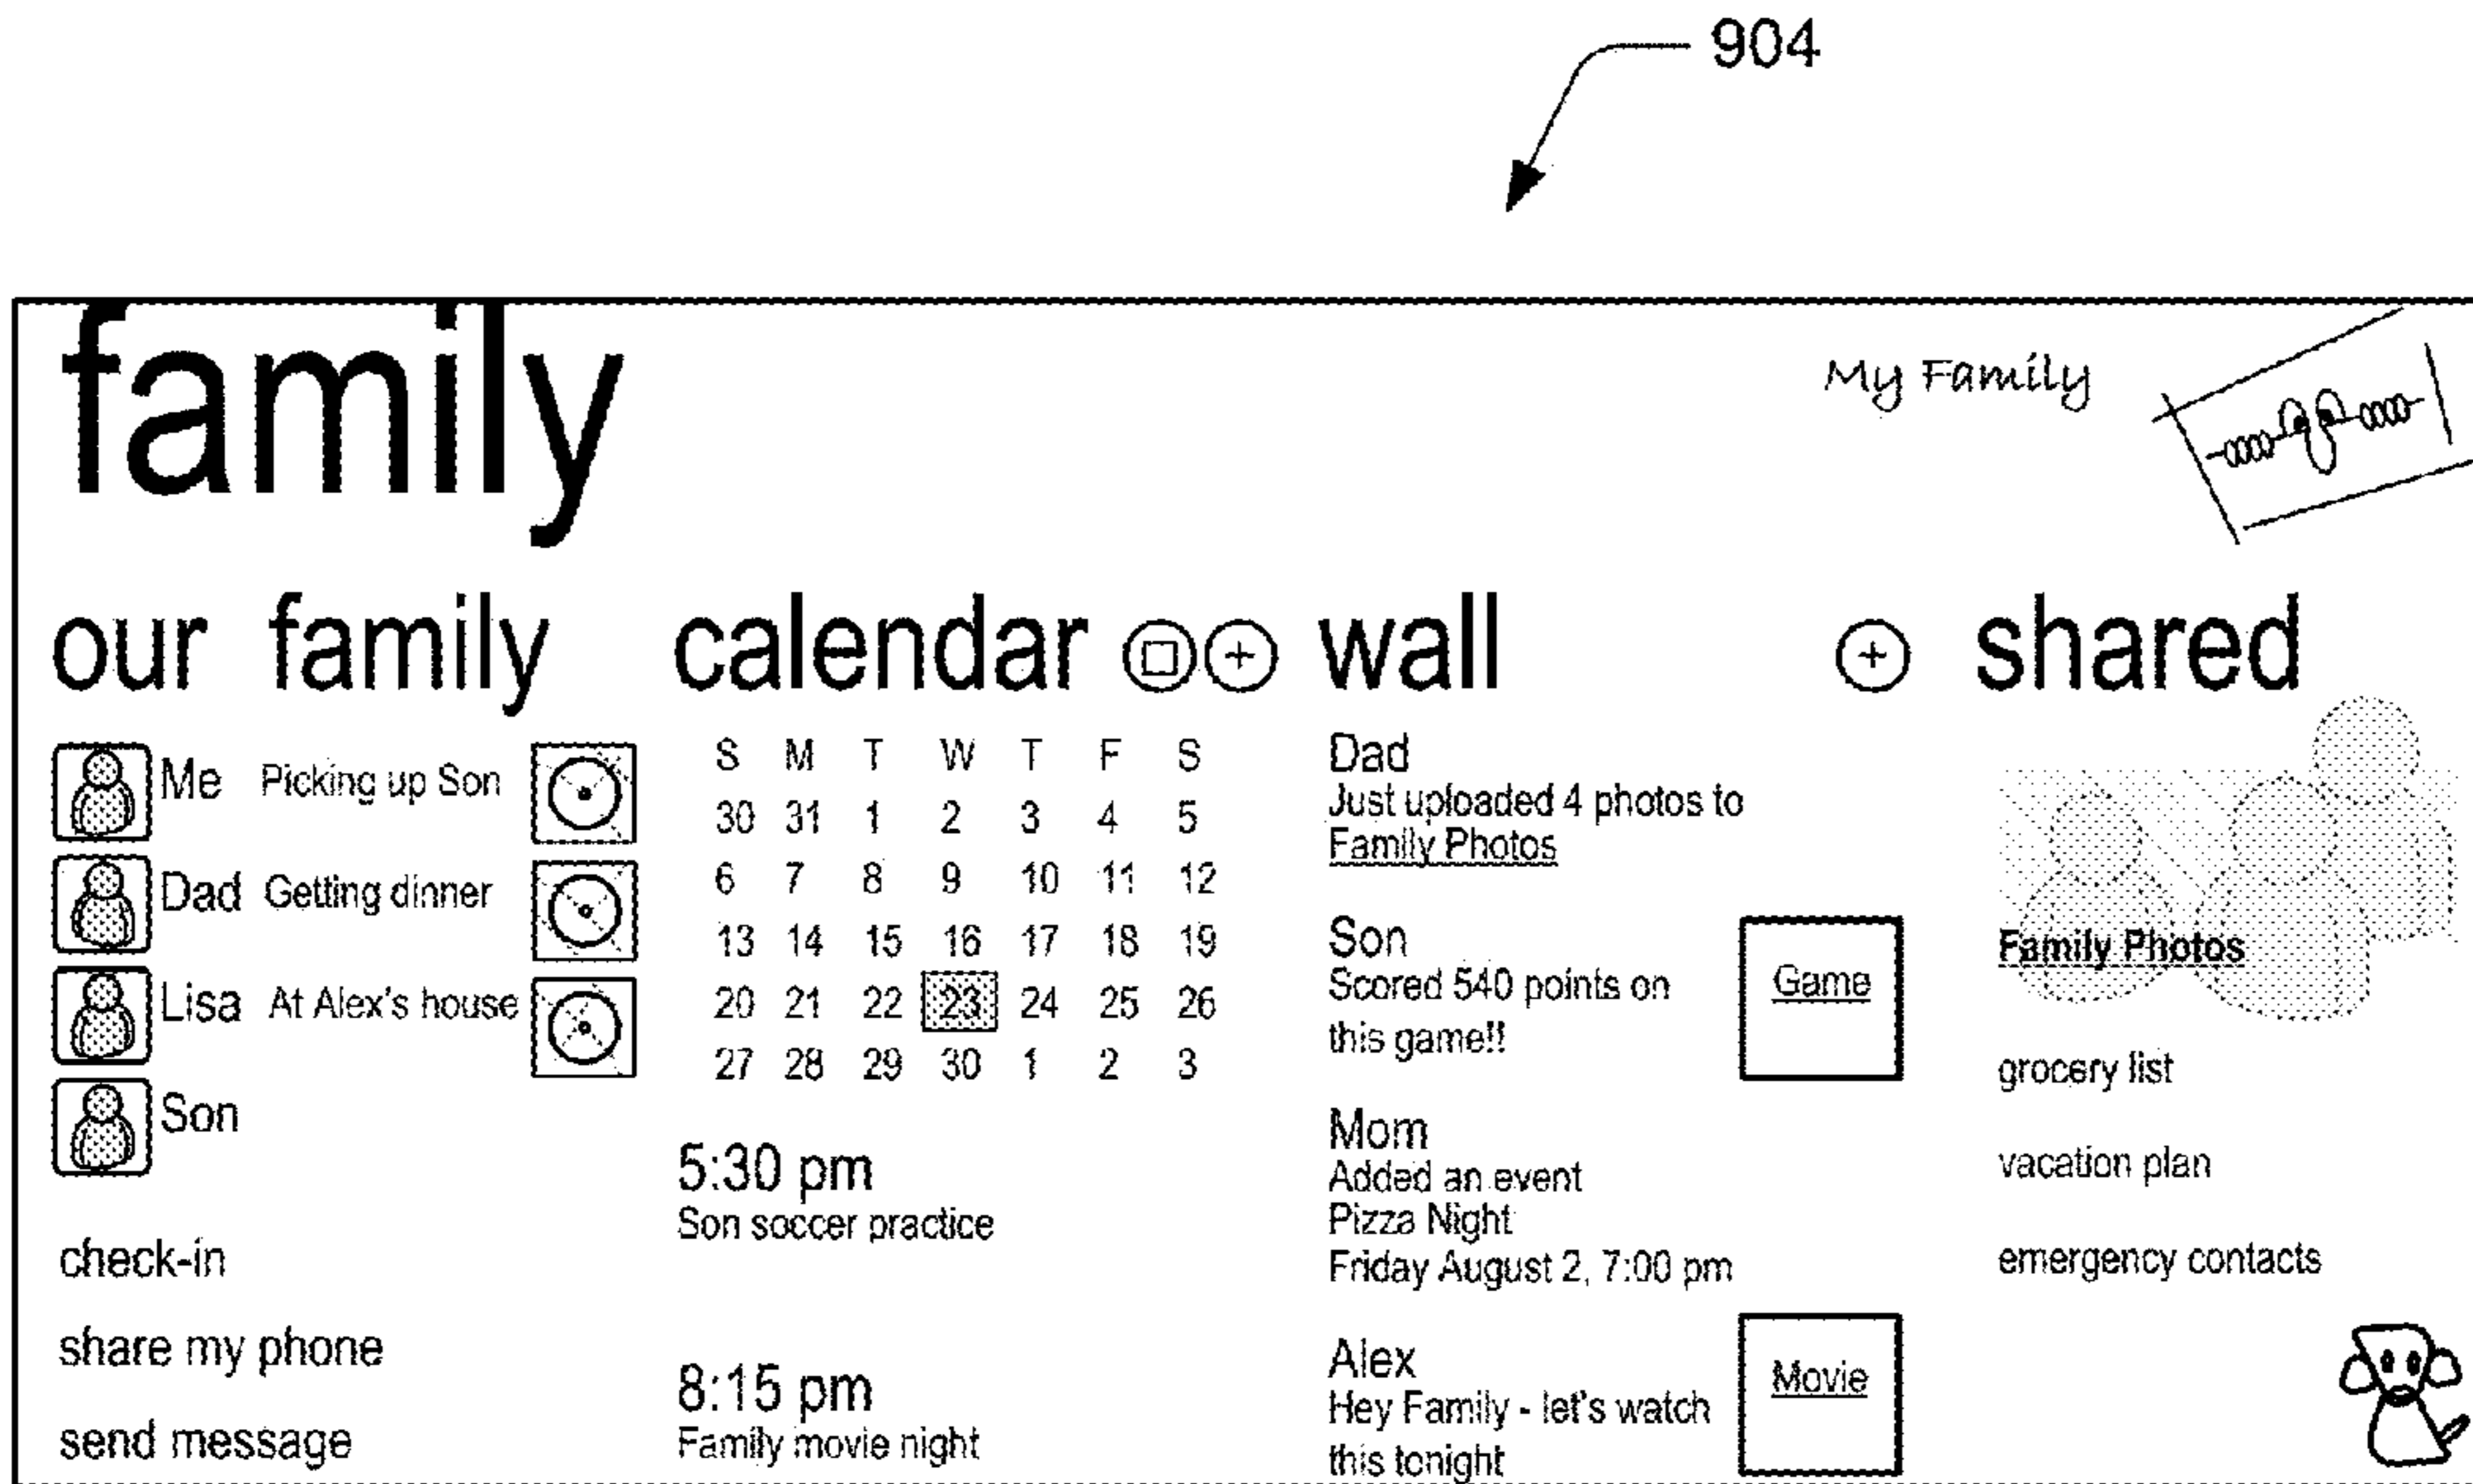 904
family
My Family
our family
Me Picking up Son
Dad Getting dinner
Lisa At Alex's house
Son
check-in
share my phone
send message
calendar
S M T W T F S
30 31 1 2 3 4 5
6 7 8 9 10 11 12
13 14 15 16 17 18 19
20 21 22 23 24 25 26
27 28 29 30 1 2 3
5:30 pm
Son soccer practice
8:15 pm
Family movie night
wall
Dad
Just uploaded 4 photos to
Family Photos
Son
Scored 540 points on
this game!!
Game
Mom
Added an event
Pizza Night
Friday August 2, 7:00 pm
Alex
Hey Family - let's watch
this tonight
Movie
shared
Family Photos
grocery list
vacation plan
emergency contacts